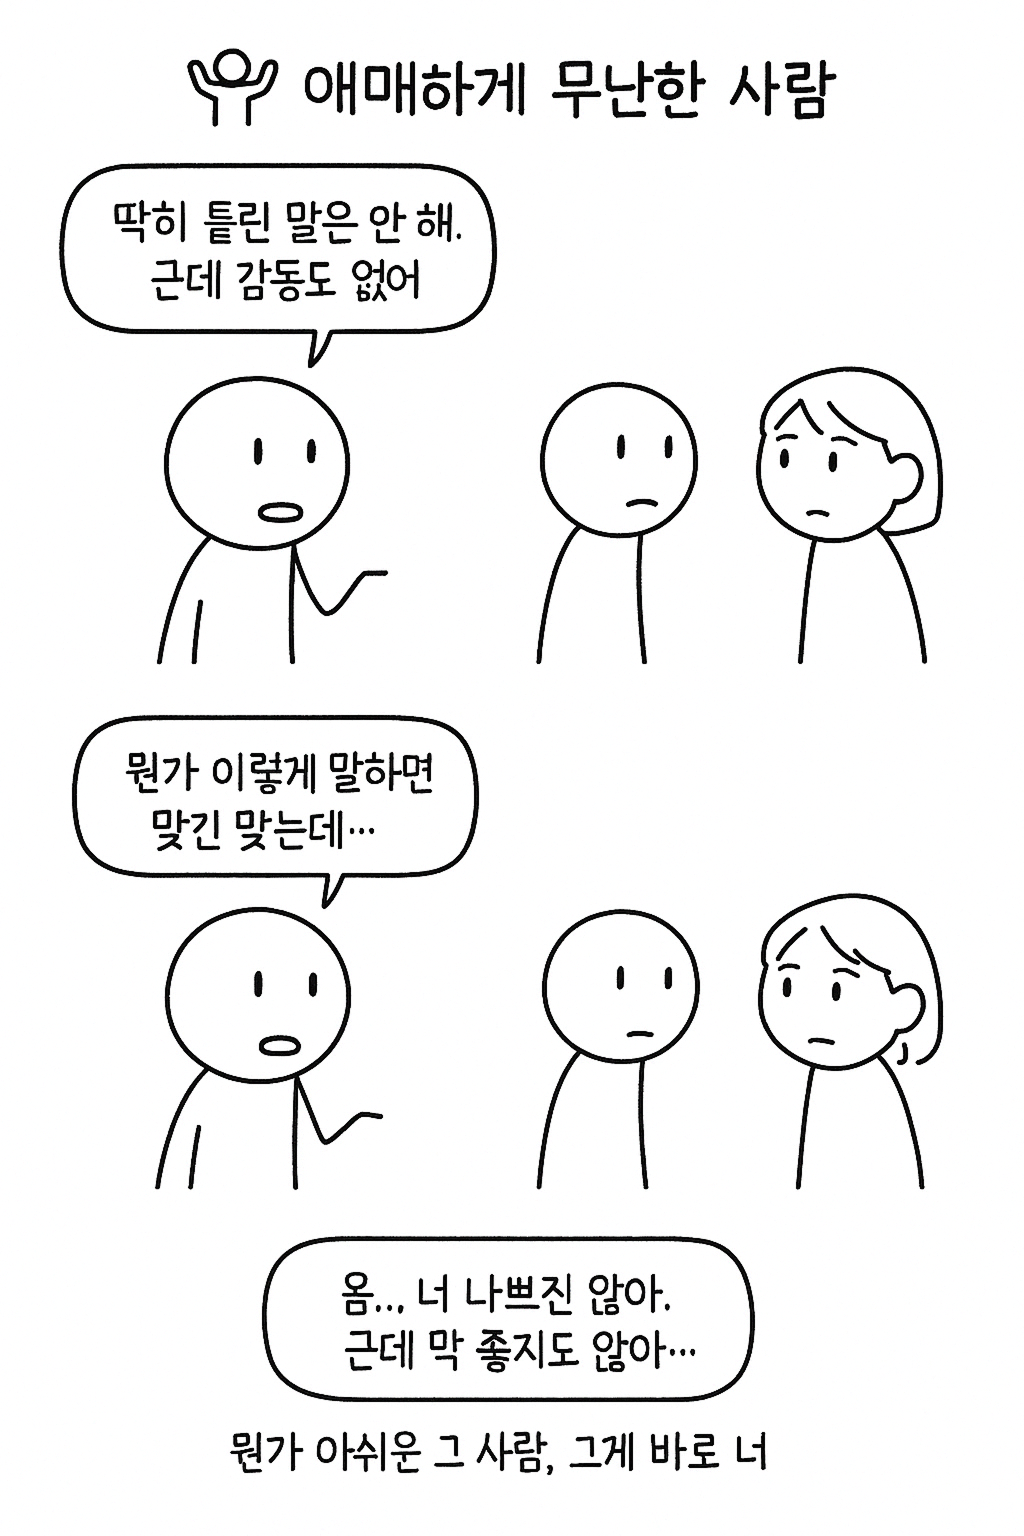 애매하게 무난한 사람
딱히 틑린 말은 안 해.
근데 감동도 없어
뭔가 이렇게 말하면
맞긴 맞는데…
옴... 너 나쁘진 않아.
근데 막 좋지도 않아…
뭔가 아쉬운 그 사람, 그게 바로 너